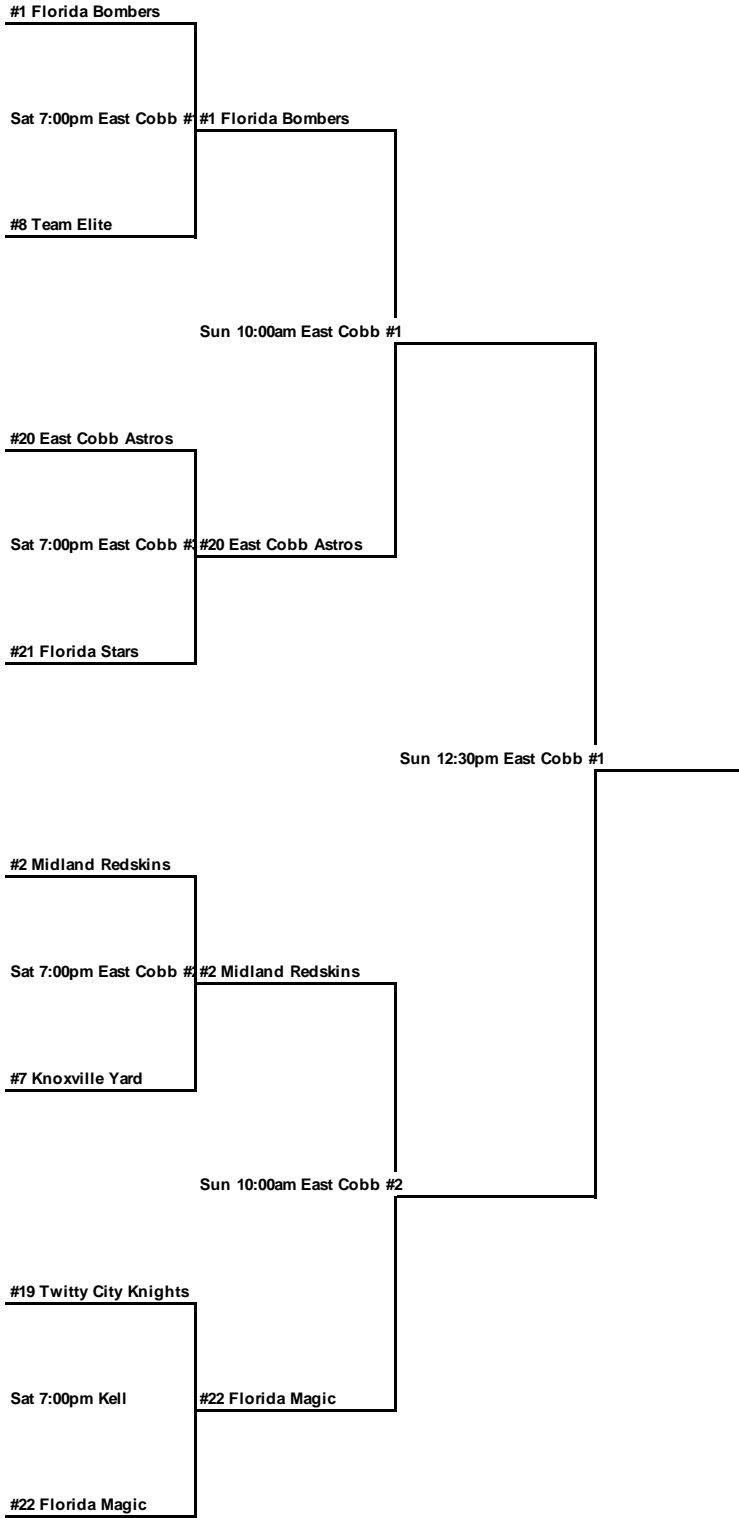 #1 Florida Bombers
Sat 7:00pm East Cobb
#1 Florida Bombers
#8 Team Elite
Sun 10:00am East Cobb #1
#20 East Cobb Astros
Sat 7:00pm East Cobb
#20 East Cobb Astros
#21 Florida Stars
Sun 12:30pm East Cobb #1
#2 Midland Redskins
Sat 7:00pm East Cobb
#2 Midland Redskins
#7 Knoxville Yard
Sun 10:00am East Cobb #2
#19 Twitty City Knights
Sat 7:00pm Kell
#22 Florida Magic
#22 Florida Magic